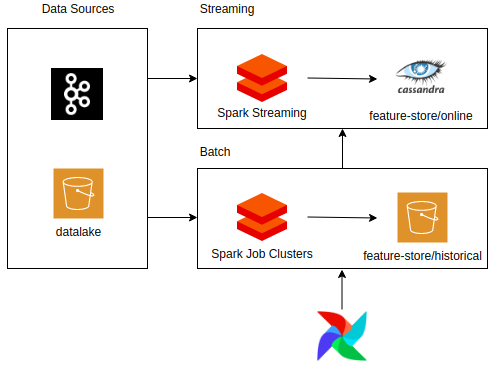 Data Sources
Streaming
Spark Streaming
cassandra
feature-store/online
Batch
datalake
Spark Job Clusters
feature-store/historical